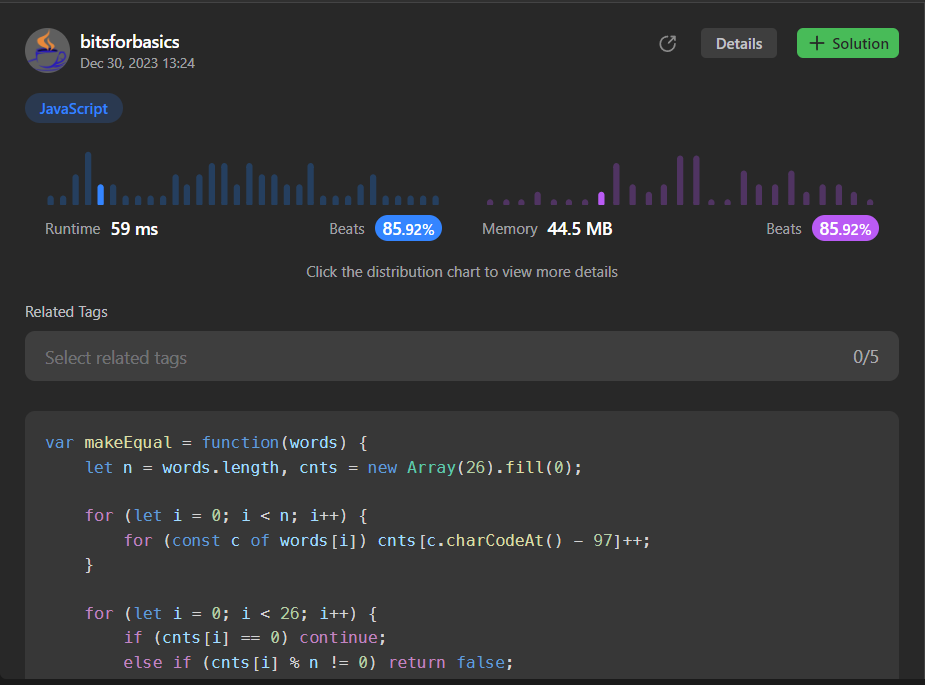 bitsforbasics
Dec 30, 2023 13:24
Details
+ Solution
JavaScript
Runtime 59 ms
Beats 85.92%
Memory 44.5 MB
Beats 85.92%
Click the distribution chart to view more details
Related Tags
Select related tags 0/5
var makeEqual = function(words) {
    let n = words.length, cnts = new Array(26).fill(0);
    for (let i = 0; i < n; i++) {
        for (const c of words[i]) cnts[c.charCodeAt() - 97]++;
    }
    for (let i = 0; i < 26; i++) {
        if (cnts[i] == 0) continue;
        else if (cnts[i] % n != 0) return false;